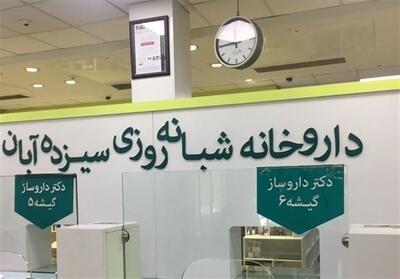 داروخانه شبانه روزی سیزده آبان
دکتر داروساز
گیشه ۶
دکتر داروساز
گیشه ۵